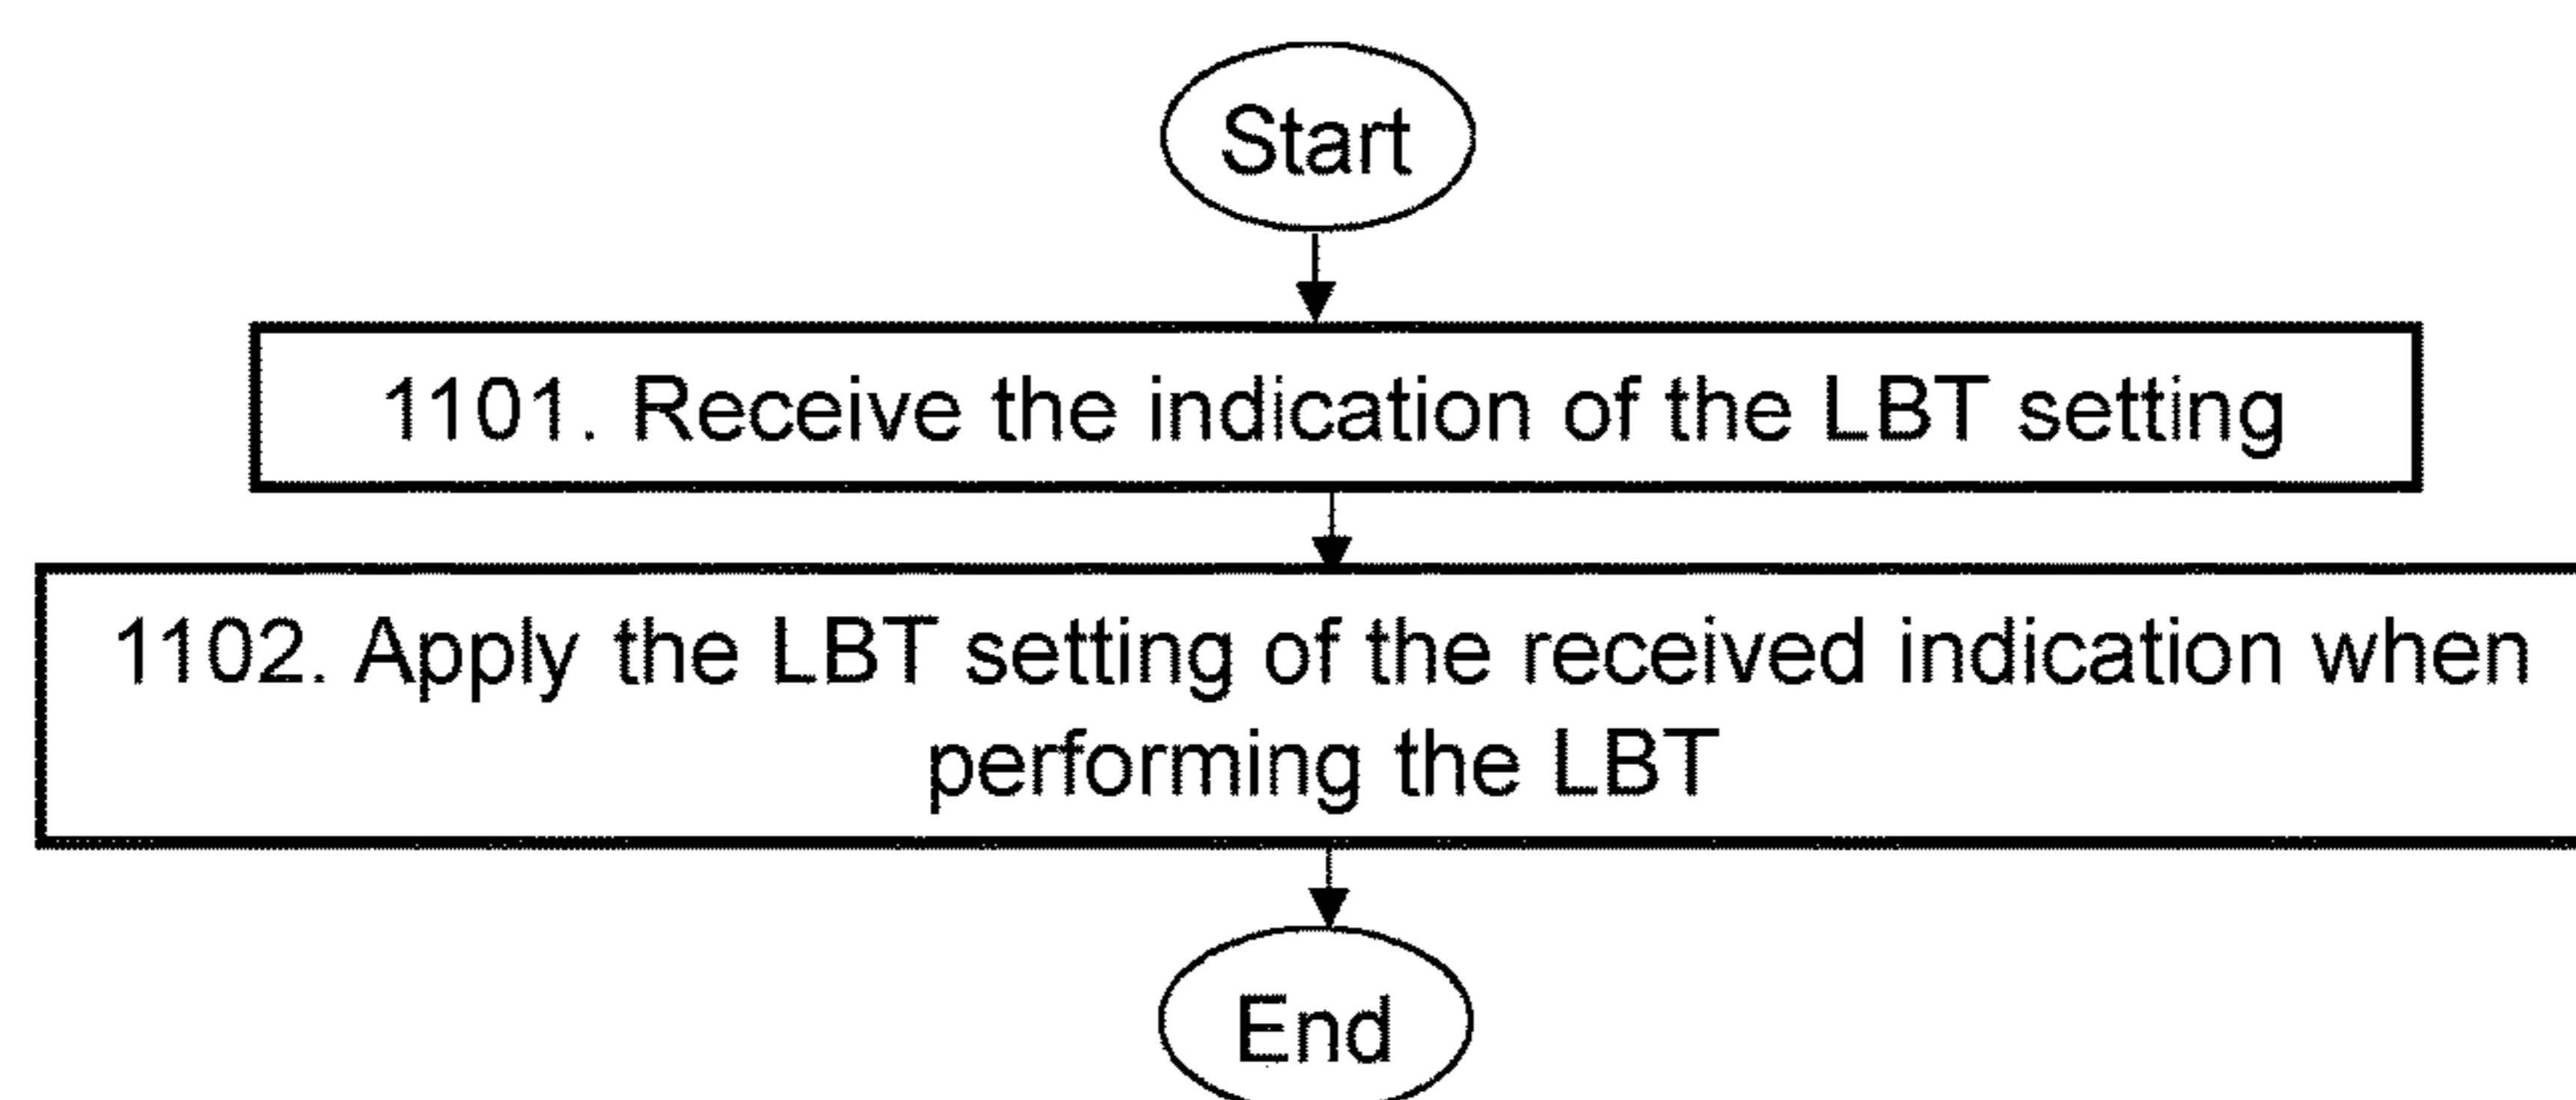 Start
1101. Receive the indication of the LBT setting
1102. Apply the LBT setting of the received indication when
performing the LBT
End